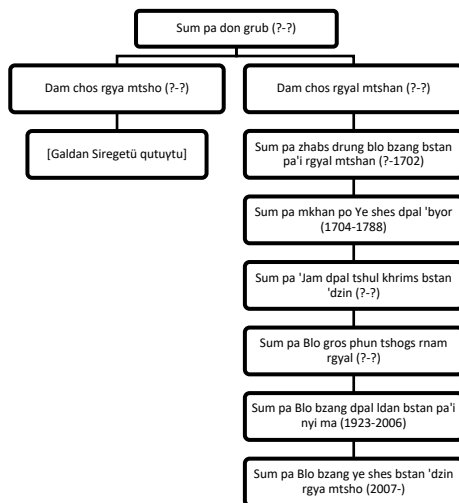 Sum pa don grub (?-?)
Dam chos rgya mtsho (?-?)
Dam chos rgyal mtshan (?-?)
[Galdan Siregetü qutuytu]
Sum pa zhabs drung blo bzang bstan
pa'i rgyal mtshan (?-1702)
Sum pa mkhan po Ye shes dpal 'byor
(1704-1788)
Sum pa 'Jam dpal tshul khrims bstan
'dzin (?-?)
Sum pa Blo gros phun tshogs rnam
rgyal (?-?)
Sum pa Blo bzang dpal ldan bstan pa'i
nyi ma (1923-2006)
Sum pa Blo bzang ye shes bstan 'dzin
rgya mtsho (2007-)